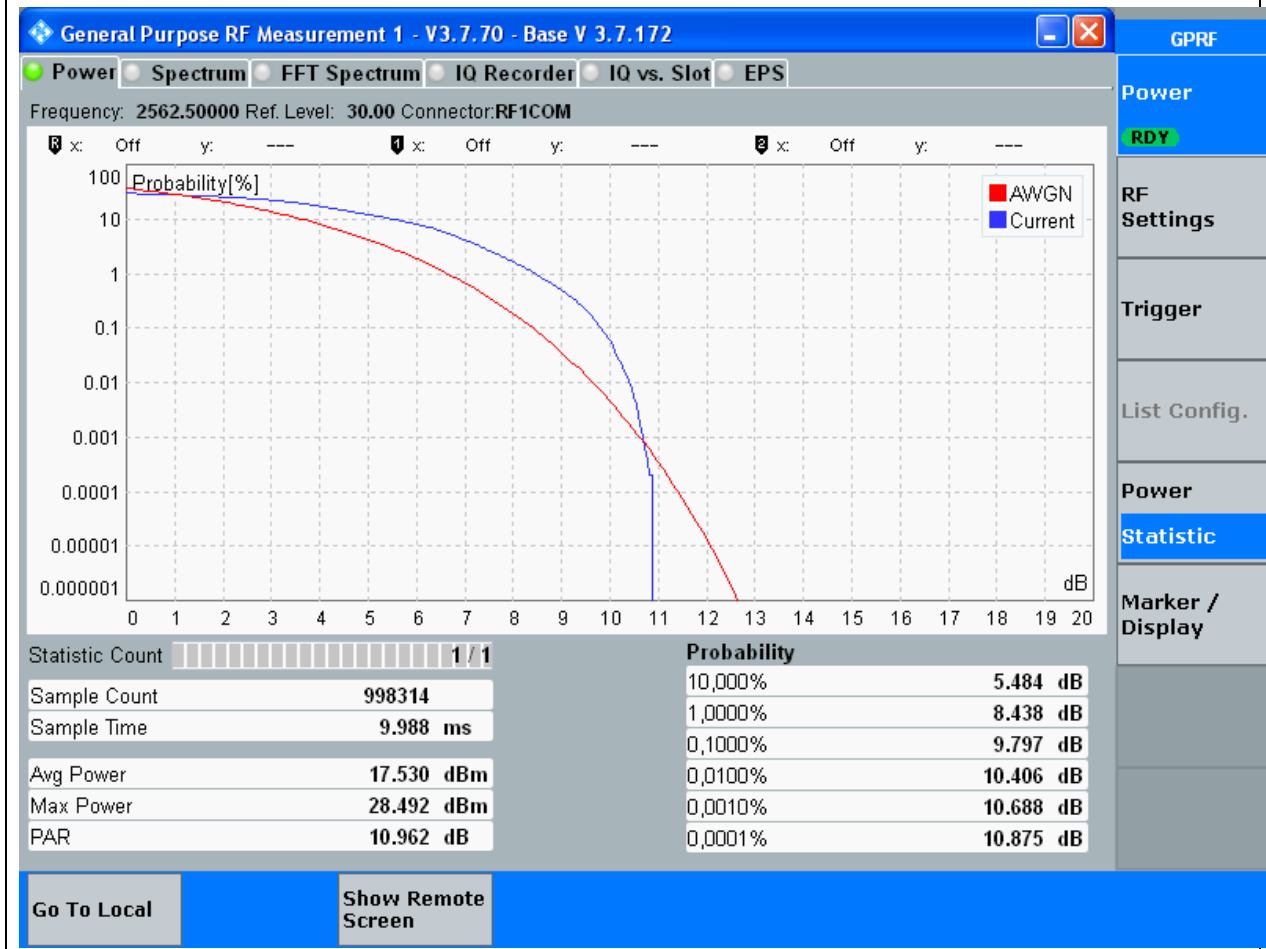 General Purpose RF Measurement 1 - V3.7.70 - Base V 3.7.172
GPRF
Power Spectrum FFT Spectrum IQ Recorder IQ vs. Slot EPS
Frequency: 2562.50000 Ref. Level: 30.00 Connector:RF1COM
R x: Off y: --- 1 x: Off y: --- 2 x: Off y: ---
Probability[%]
100
10
1
0.1
0.01
0.001
0.0001
0.00001
0.000001
AWGN
Current
dB
0 1 2 3 4 5 6 7 8 9 10 11 12 13 14 15 16 17 18 19 20
Statistic Count 1 / 1
Sample Count 998314
Sample Time 9.988 ms
Avg Power 17.530 dBm
Max Power 28.492 dBm
PAR 10.962 dB
Probability
10,000% 5.484 dB
1,0000% 8.438 dB
0,1000% 9.797 dB
0,0100% 10.406 dB
0,0010% 10.688 dB
0,0001% 10.875 dB
Power
RDY
RF
Settings
Trigger
List Config.
Power
Statistic
Marker /
Display
Go To Local
Show Remote
Screen